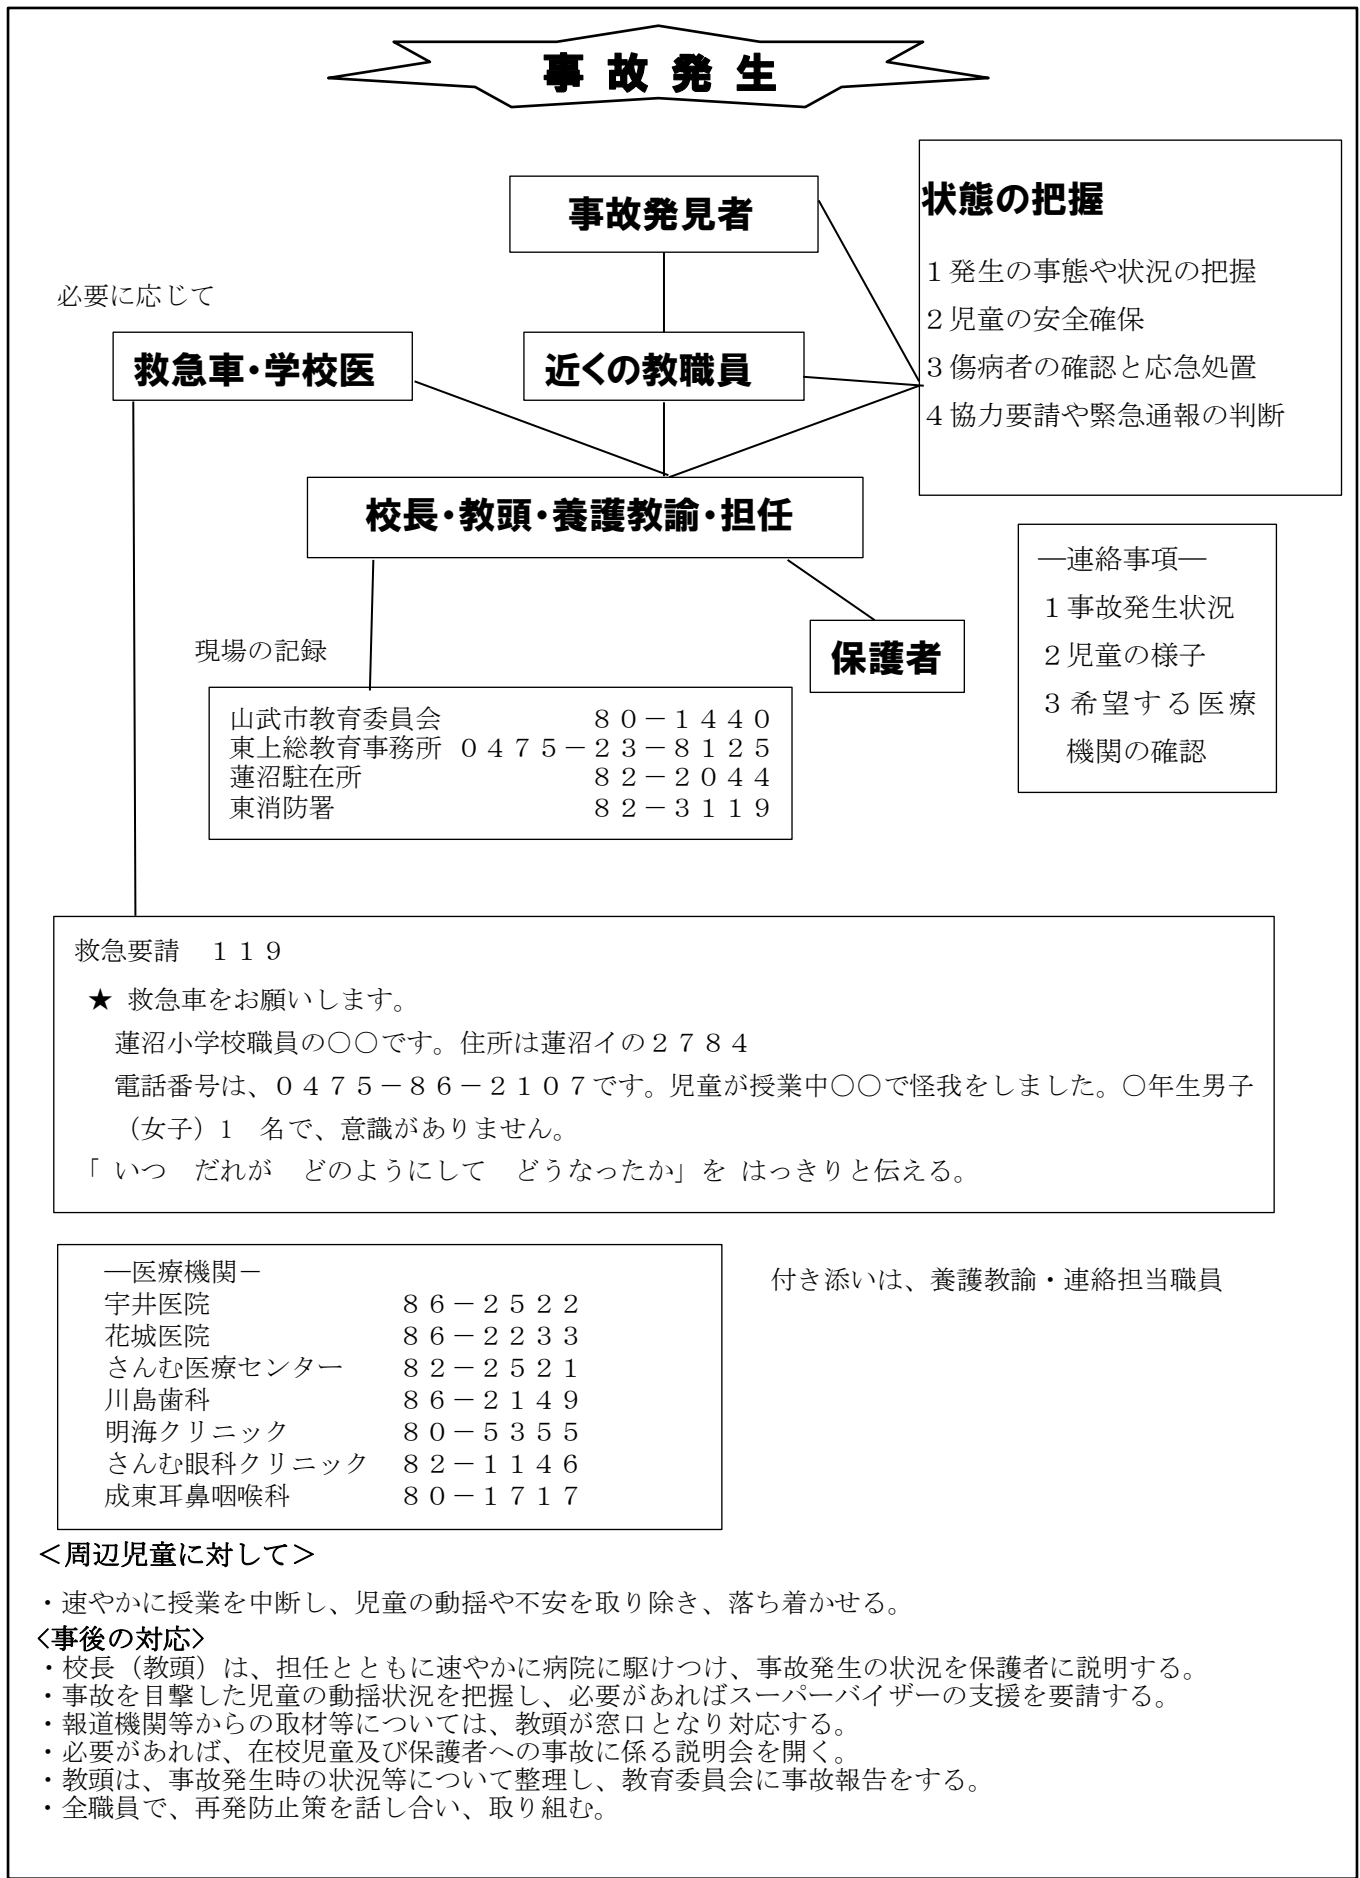 事 故 発 生
事故発見者
状態の把握
1発生の事態や状況の把握
2児童の安全確保
3傷病者の確認と応急処置
4協力要請や緊急通報の判断
必要に応じて
救急車・学校医
近くの教職員
校長・教頭・養護教諭・担任
―連絡事項―
1事故発生状況
2児童の様子
3希望する医療
機関の確認
保護者
現場の記録
山武市教育委員会 80-1440
東上総教育事務所 0475-23-8125
蓮沼駐在所 82-2044
東消防署 82-3119
救急要請 119
★ 救急車をお願いします。
蓮沼小学校職員の○○です。住所は蓮沼イの2784
電話番号は、0475-86-2107です。児童が授業中○○で怪我をしました。○年生男子
(女子)1 名で、意識がありません。
「 いつ だれが どのようにして どうなったか」を はっきりと伝える。
―医療機関-
宇井医院 86-2522
花城医院 86-2233
さんむ医療センター 82-2521
川島歯科 86-2149
明海クリニック 80-5355
さんむ眼科クリニック 82-1146
成東耳鼻咽喉科 80-1717
付き添いは、養護教諭・連絡担当職員
<周辺児童に対して>
・速やかに授業を中断し、児童の動揺や不安を取り除き、落ち着かせる。
<事後の対応>
・校長(教頭)は、担任とともに速やかに病院に駆けつけ、事故発生の状況を保護者に説明する。
・事故を目撃した児童の動揺状況を把握し、必要があればスーパーバイザーの支援を要請する。
・報道機関等からの取材等については、教頭が窓口となり対応する。
・必要があれば、在校児童及び保護者への事故に係る説明会を開く。
・教頭は、事故発生時の状況等について整理し、教育委員会に事故報告をする。
・全職員で、再発防止策を話し合い、取り組む。